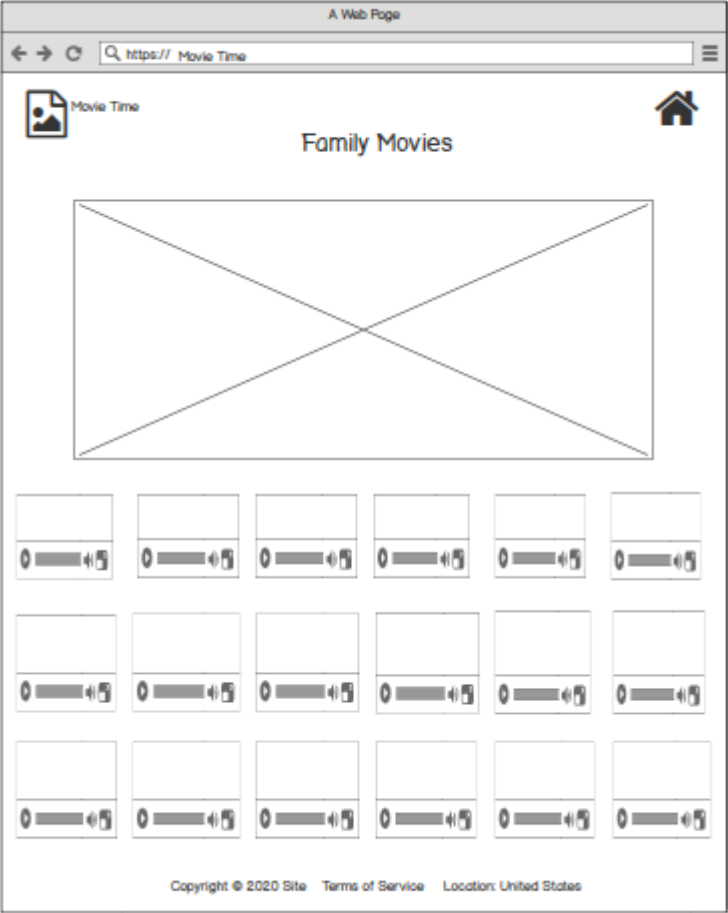 A Web Page
https:// Movie Time
Movie Time
Family Movies
Copyright © 2020 Site Terms of Service Location: United States